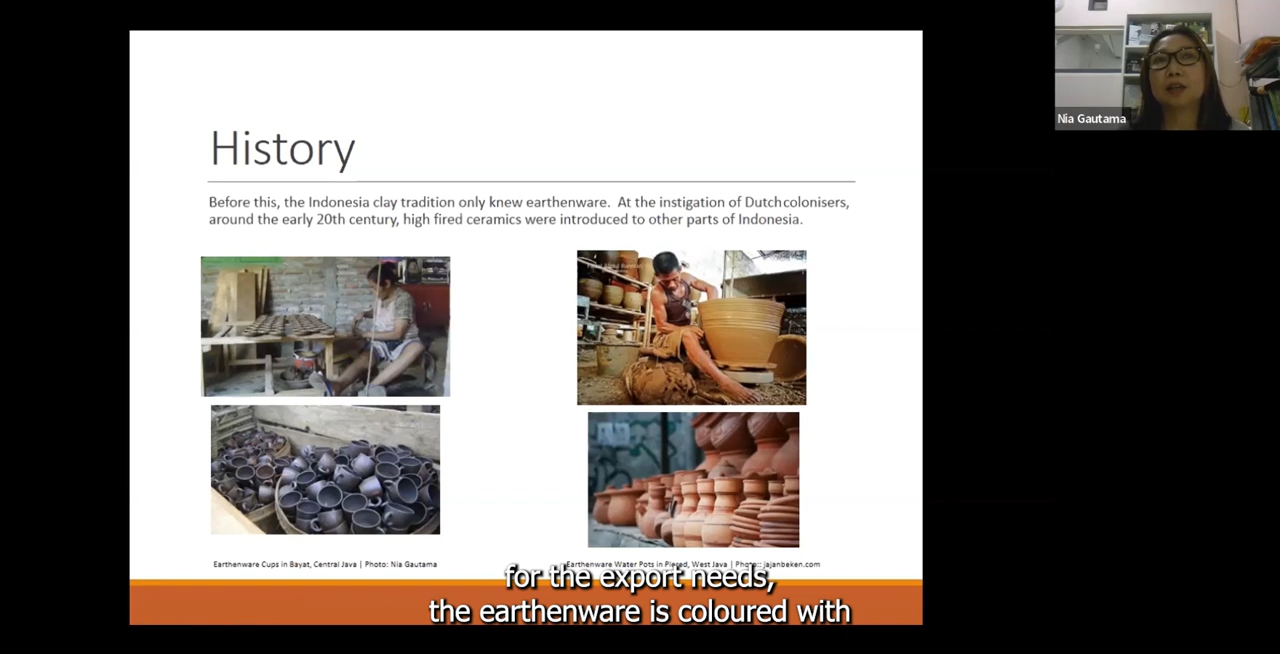 Nia Gautama
History
Before this, the Indonesia clay tradition only knew earthenware. At the instigation of Dutch colonisers,
around the early 20th century, high fired ceramics were introduced to other parts of Indonesia.
Earthenware Cups in Bayat, Central Java | Photo: Nia Gautama
Earthenware Water Pots in Plered, West Java | Photo:: jajanbeken.com
for the export needs,
the earthenware is coloured with